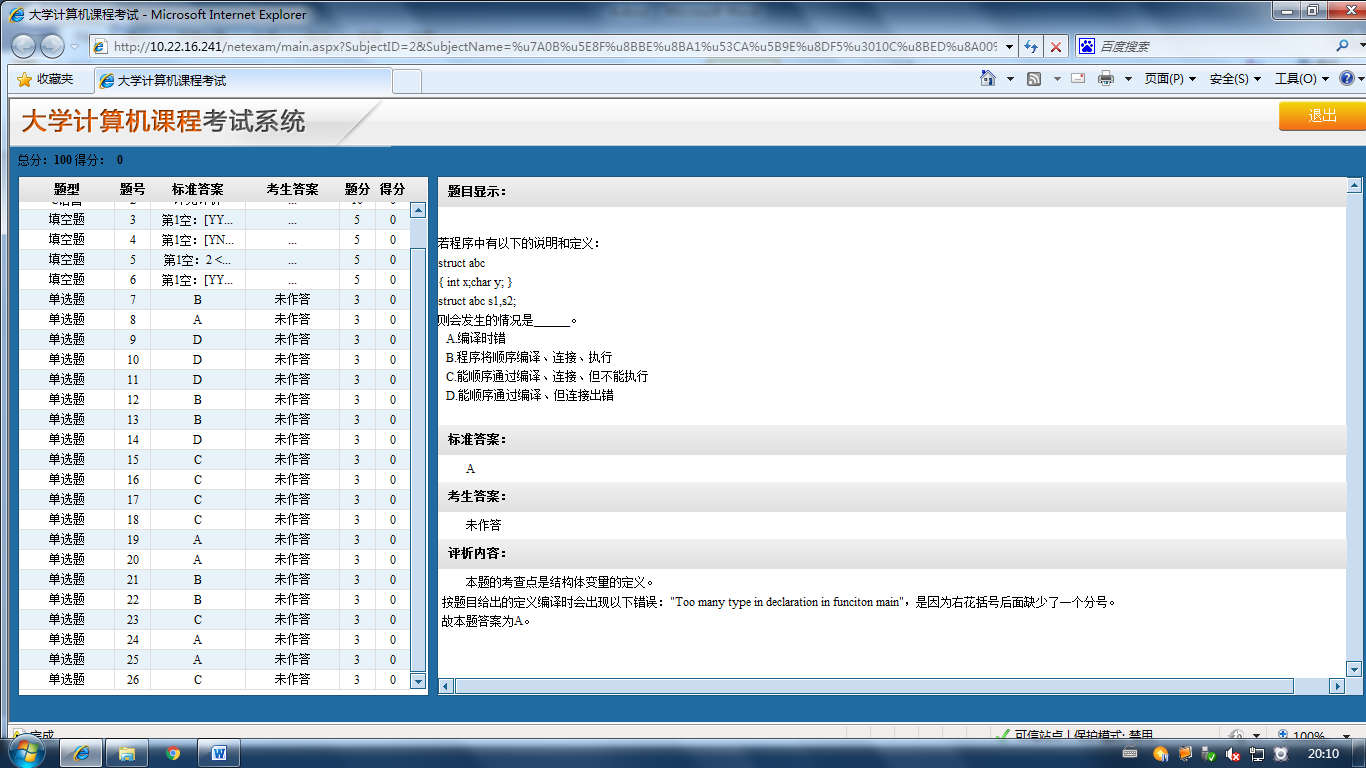 大学计算机课程考试 - Microsoft Internet Explorer
http://10.22.16.241/netexam/main.aspx?SubjectID=2&SubjectName=%u7A0B%u5E8F%u8BBE%u8BA1%u53CA%u5B9E%u8DF5%u3010C%u8BED%u8A009
百度搜索
收藏夹
大学计算机课程考试
页面(P)
安全(S)
工具(O)
大学计算机课程考试系统
退出
总分：100 得分： 0
题型 题号 标准答案 考生答案 题分 得分
填空题 3 第1空：[YY... ... 5 0
填空题 4 第1空：[YN... ... 5 0
填空题 5 第1空：2 <... ... 5 0
填空题 6 第1空：[YY... ... 5 0
单选题 7 B 未作答 3 0
单选题 8 A 未作答 3 0
单选题 9 D 未作答 3 0
单选题 10 D 未作答 3 0
单选题 11 D 未作答 3 0
单选题 12 B 未作答 3 0
单选题 13 B 未作答 3 0
单选题 14 D 未作答 3 0
单选题 15 C 未作答 3 0
单选题 16 C 未作答 3 0
单选题 17 C 未作答 3 0
单选题 18 C 未作答 3 0
单选题 19 A 未作答 3 0
单选题 20 A 未作答 3 0
单选题 21 B 未作答 3 0
单选题 22 B 未作答 3 0
单选题 23 C 未作答 3 0
单选题 24 A 未作答 3 0
单选题 25 A 未作答 3 0
单选题 26 C 未作答 3 0
题目显示：
若程序中有以下的说明和定义：
struct abc
{ int x;char y; }
struct abc s1,s2;
则会发生的情况是______。
A.编译时错
B.程序将顺序编译、连接、执行
C.能顺序通过编译、连接、但不能执行
D.能顺序通过编译、但连接出错
标准答案：
A
考生答案：
未作答
评析内容：
本题的考查点是结构体变量的定义。
按题目给出的定义编译时会出现以下错误："Too many type in declaration in funciton main"，是因为右花括号后面缺少了一个分号。
故本题答案为A。
完成
可信站点 | 保护模式: 禁用
100%
20:10